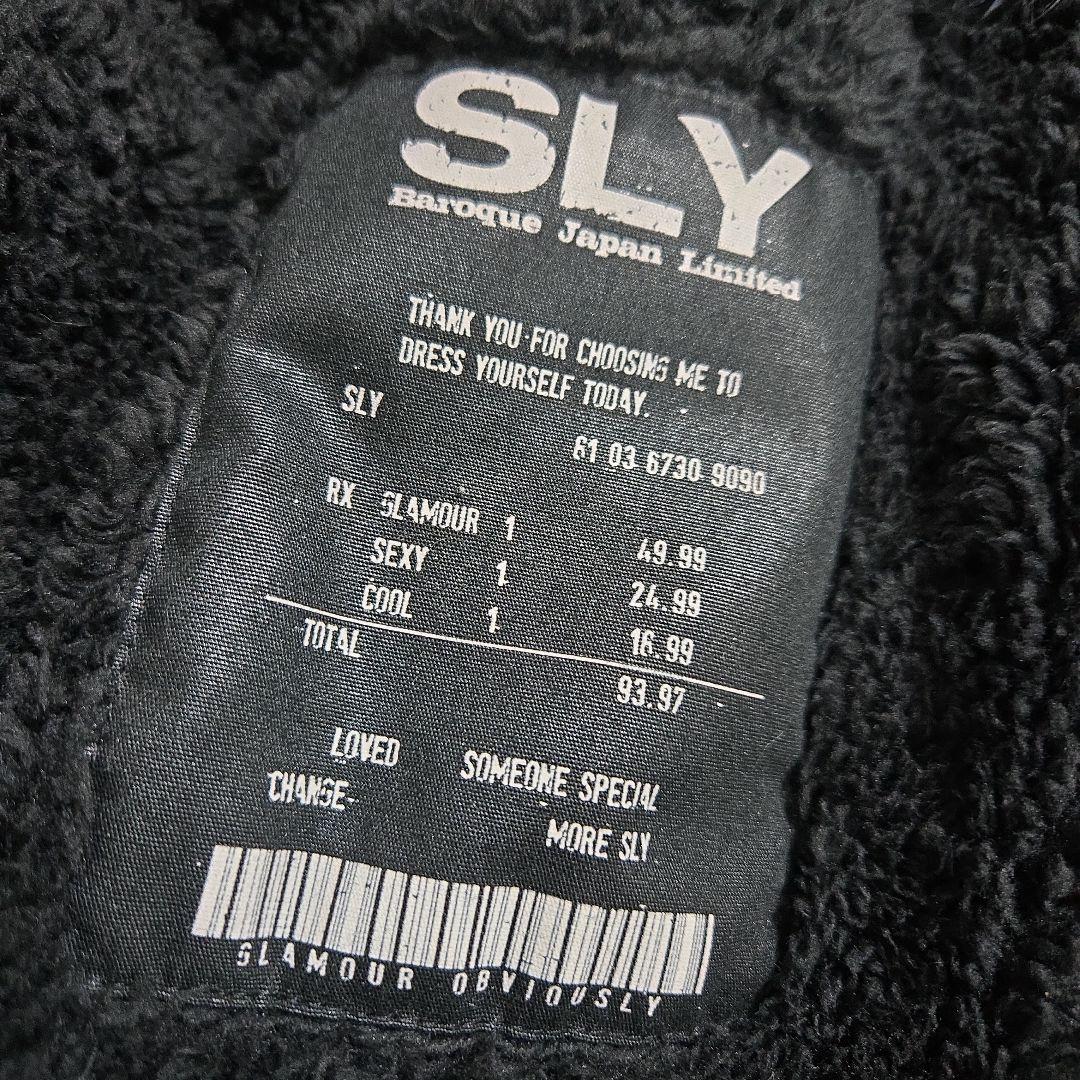 SLY
Baroque Japan Limited
THANK YOU FOR CHOOSING ME TO
DRESS YOURSELF TODAY.
SLY
61 03 6730 9090
RX GLAMOUR 1 49.99
SEXY 1 24.99
COOL 1 16.99
TOTAL 93.97
LOVED SOMEONE SPECIAL
CHANGE MORE SLY
GLAMOUR OBVIOUSLY